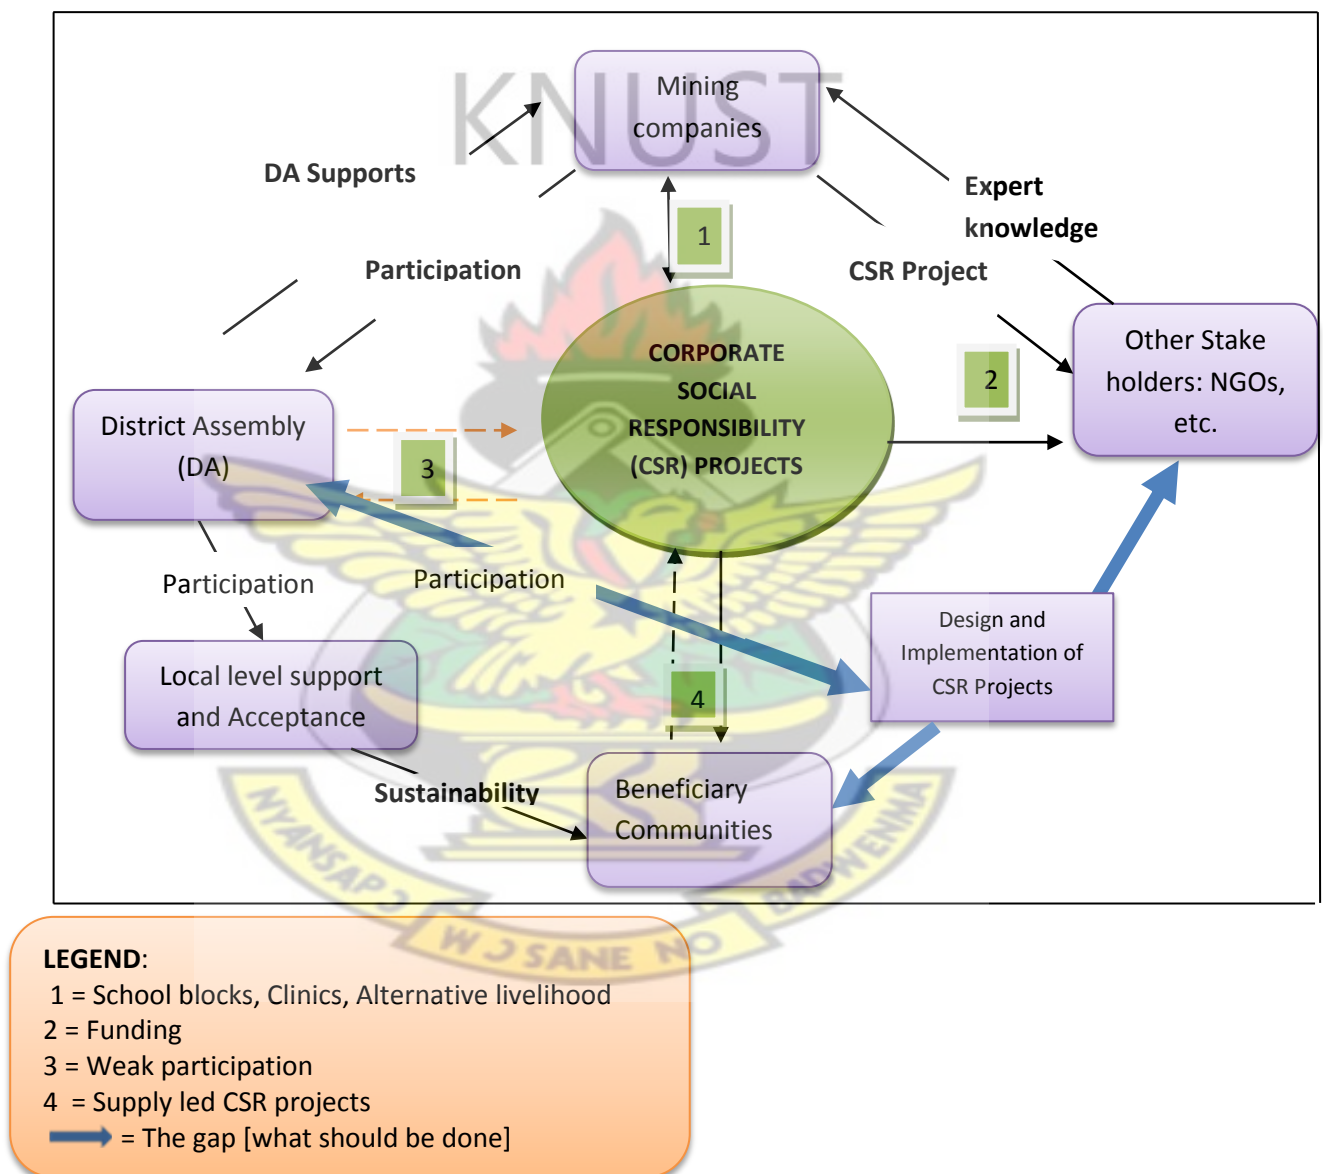 KNUST
Mining
companies
DA Supports
Expert
knowledge
1
Participation
CSR Project
CORPORATE
SOCIAL
RESPONSIBILITY
(CSR) PROJECTS
2
Other Stake
holders: NGOs,
etc.
District Assembly
(DA)
3
Participation
Participation
Design and
Implementation of
CSR Projects
Local level support
and Acceptance
4
Sustainability
Beneficiary
Communities
NYANSAPƆ
WƆSANE NO
BADWENMA
LEGEND:
1 = School blocks, Clinics, Alternative livelihood
2 = Funding
3 = Weak participation
4 = Supply led CSR projects
= The gap [what should be done]